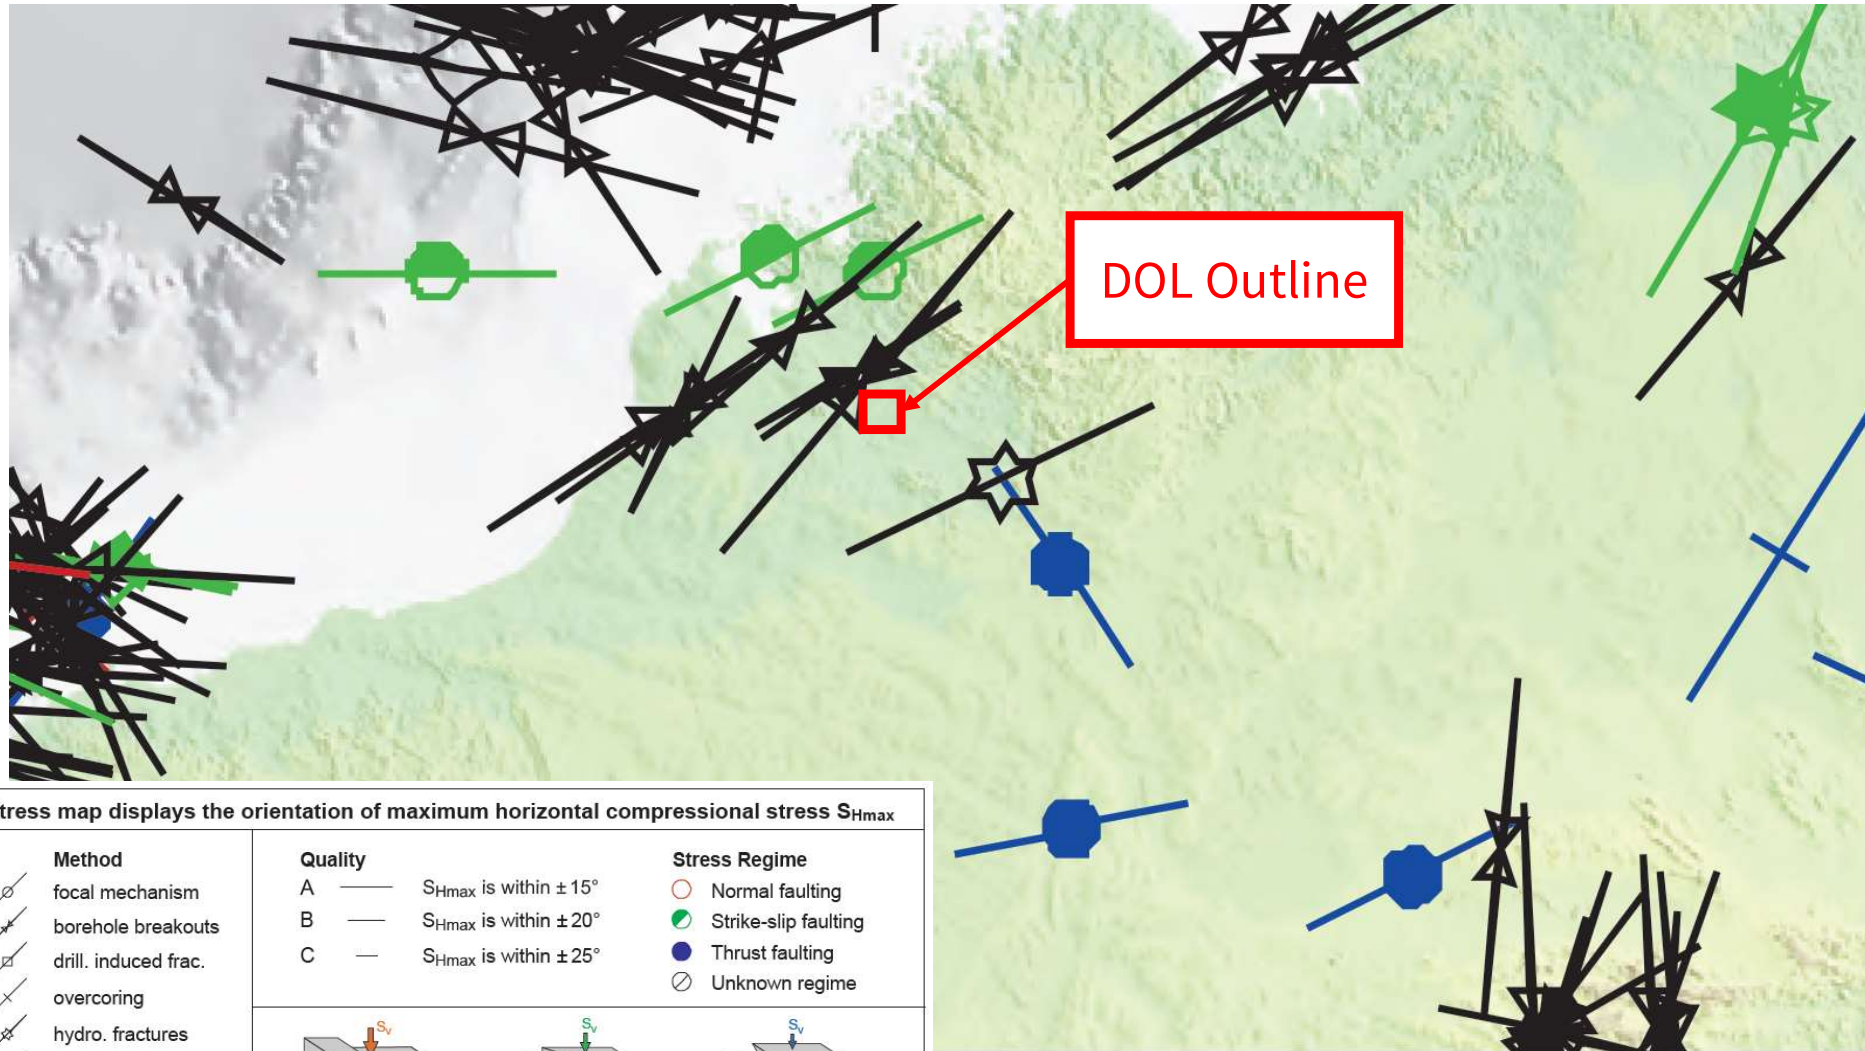 DOL Outline
tress map displays the orientation of maximum horizontal compressional stress SHmax
Method
focal mechanism
borehole breakouts
drill. induced frac.
overcoring
hydro. fractures
Quality
A SHmax is within ± 15°
B SHmax is within ± 20°
C SHmax is within ± 25°
Stress Regime
Normal faulting
Strike-slip faulting
Thrust faulting
Unknown regime
Sv
Sv
Sv